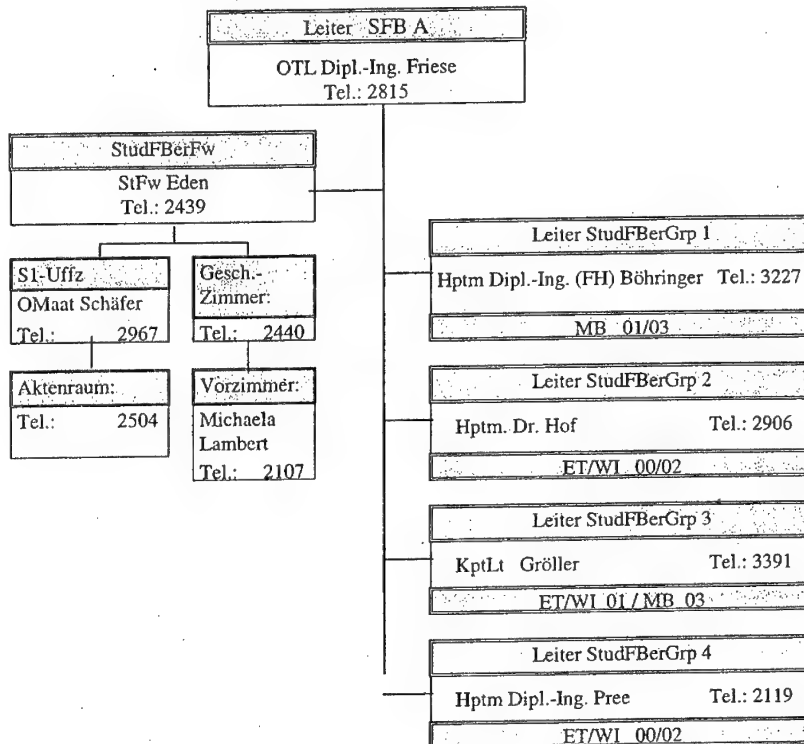 Leiter SFB A
OTL Dipl.-Ing. Friese
Tel.: 2815
StudFBerFw
StFw Eden
Tel.: 2439
S1-Uffz
OMaat Schäfer
Tel.: 2967
Gesch.-
Zimmer:
Tel.: 2440
Aktenraum:
Tel.: 2504
Vorzimmer:
Michaela
Lambert
Tel.: 2107
Leiter StudFBerGrp 1
Hptm Dipl.-Ing. (FH) Böhringer Tel.: 3227
MB 01/03
Leiter StudFBerGrp 2
Hptm. Dr. Hof Tel.: 2906
ET/WI 00/02
Leiter StudFBerGrp 3
KptLt Gröller Tel.: 3391
ET/WI 01 / MB 03
Leiter StudFBerGrp 4
Hptm Dipl.-Ing. Pree Tel.: 2119
ET/WI 00/02